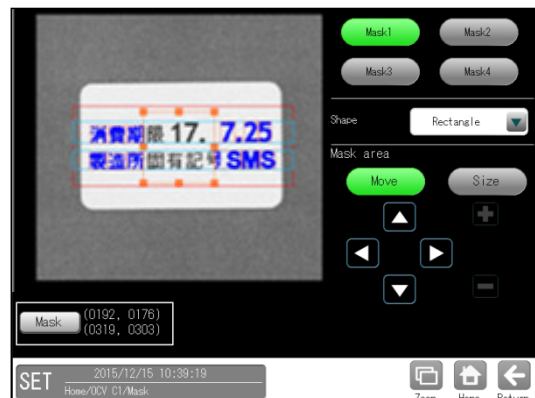 Mask1
Mask2
Mask3
Mask4
Shape
Rectangle
Mask area
Move
Size
消費期限 17. 7.25
製造所固有記号 SMS
Mask
(0192, 0176)
(0319, 0303)
SET
2015/12/15 10:39:19
Home/OCV C1/Mask
Zoom
Home
Return